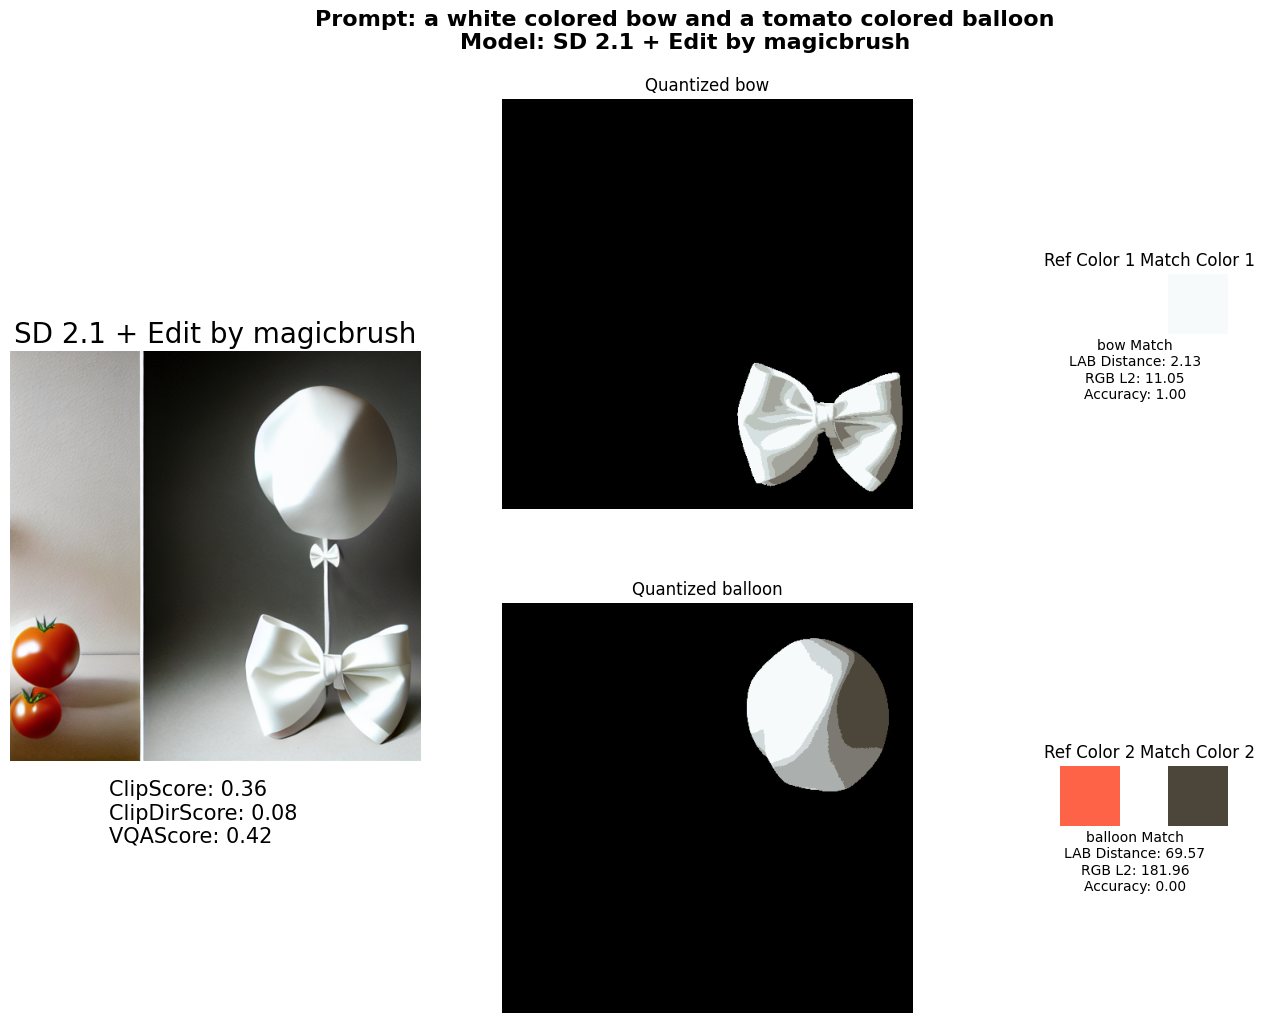 Prompt: a white colored bow and a tomato colored balloon
Model: SD 2.1 + Edit by magicbrush
SD 2.1 + Edit by magicbrush
ClipScore: 0.36
ClipDirScore: 0.08
VQAScore: 0.42
Quantized bow
Ref Color 1 Match Color 1
bow Match
LAB Distance: 2.13
RGB L2: 11.05
Accuracy: 1.00
Quantized balloon
Ref Color 2 Match Color 2
balloon Match
LAB Distance: 69.57
RGB L2: 181.96
Accuracy: 0.00